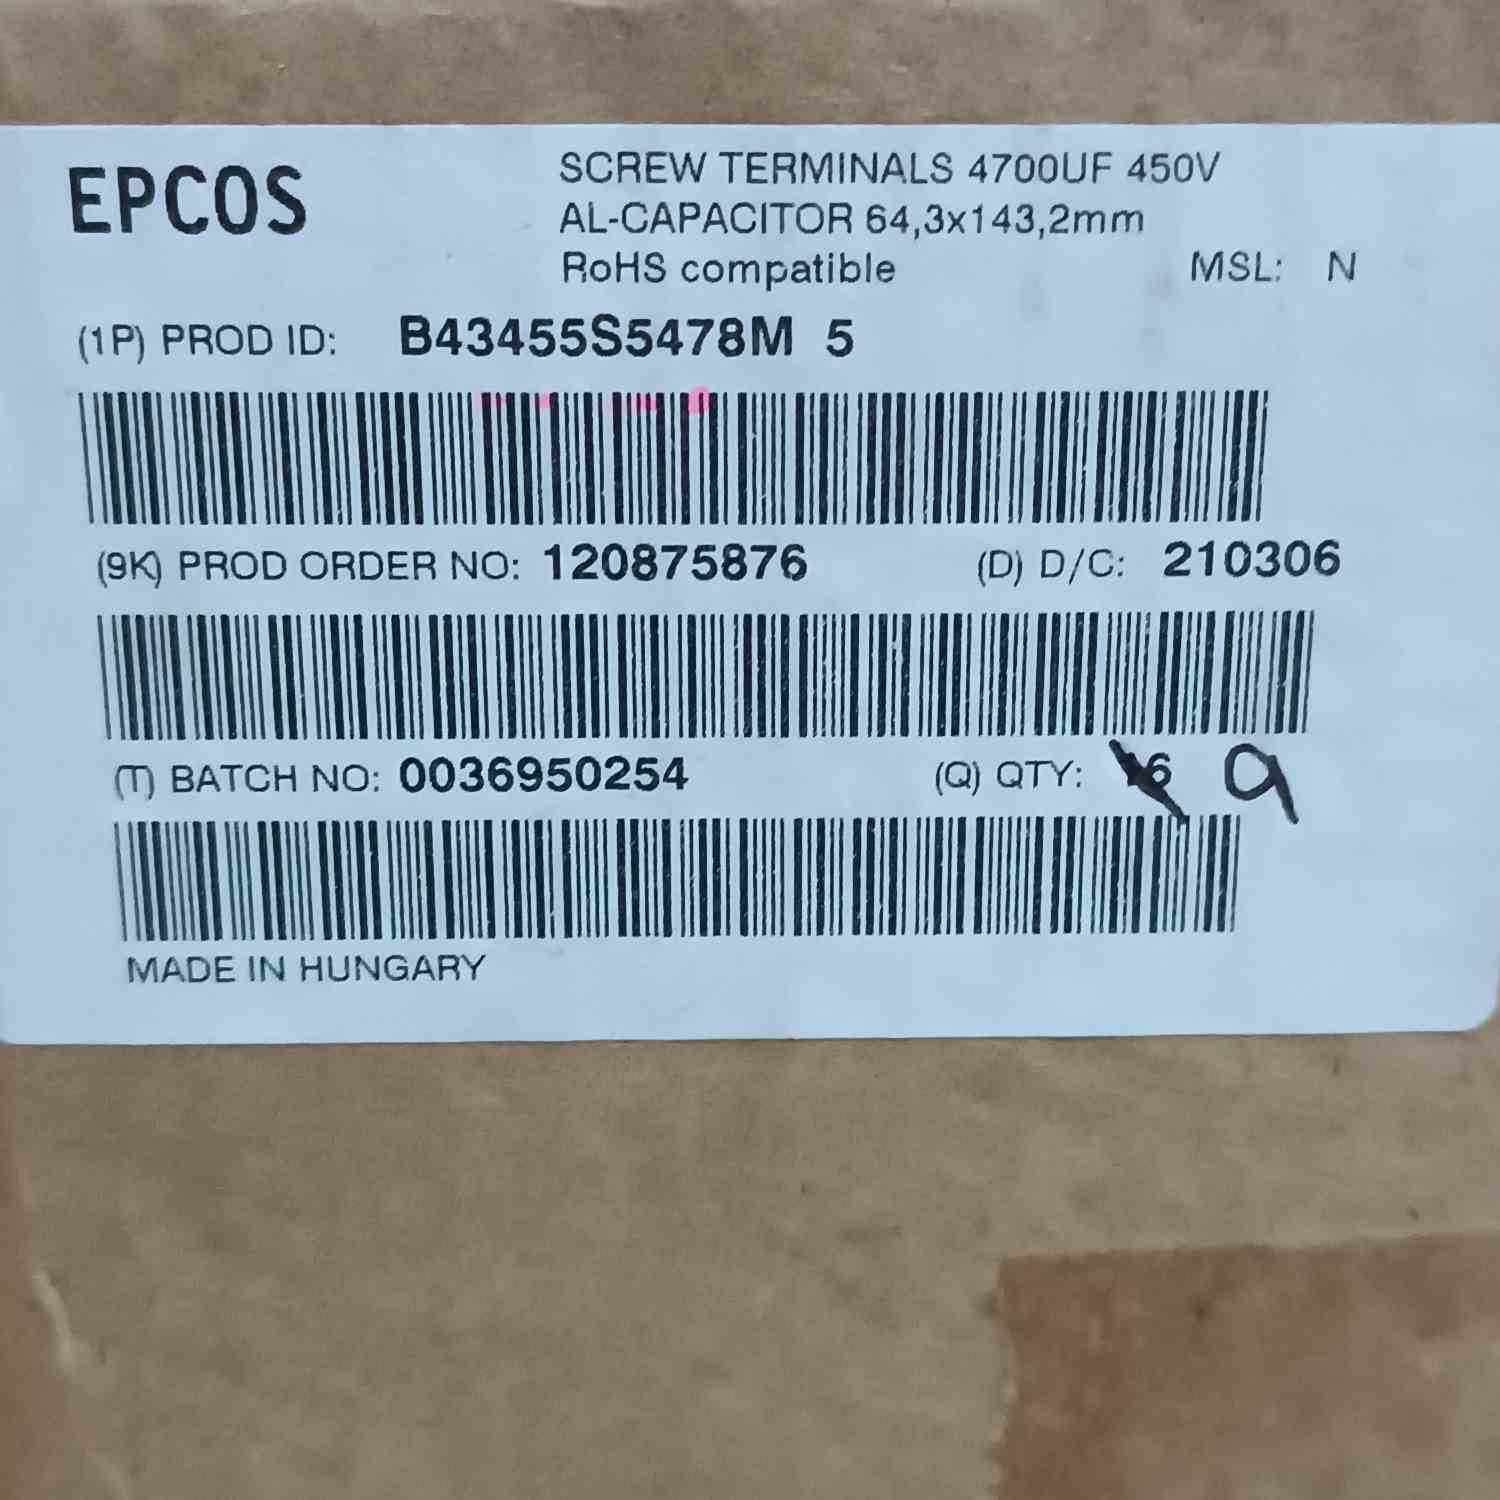 EPCOS
SCREW TERMINALS 4700UF 450V
AL-CAPACITOR 64,3x143,2mm
RoHS compatible MSL: N
(1P) PROD ID: B43455S5478M 5
(9K) PROD ORDER NO: 120875876 (D) D/C: 210306
(T) BATCH NO: 0036950254 (Q) QTY: 16 9
MADE IN HUNGARY